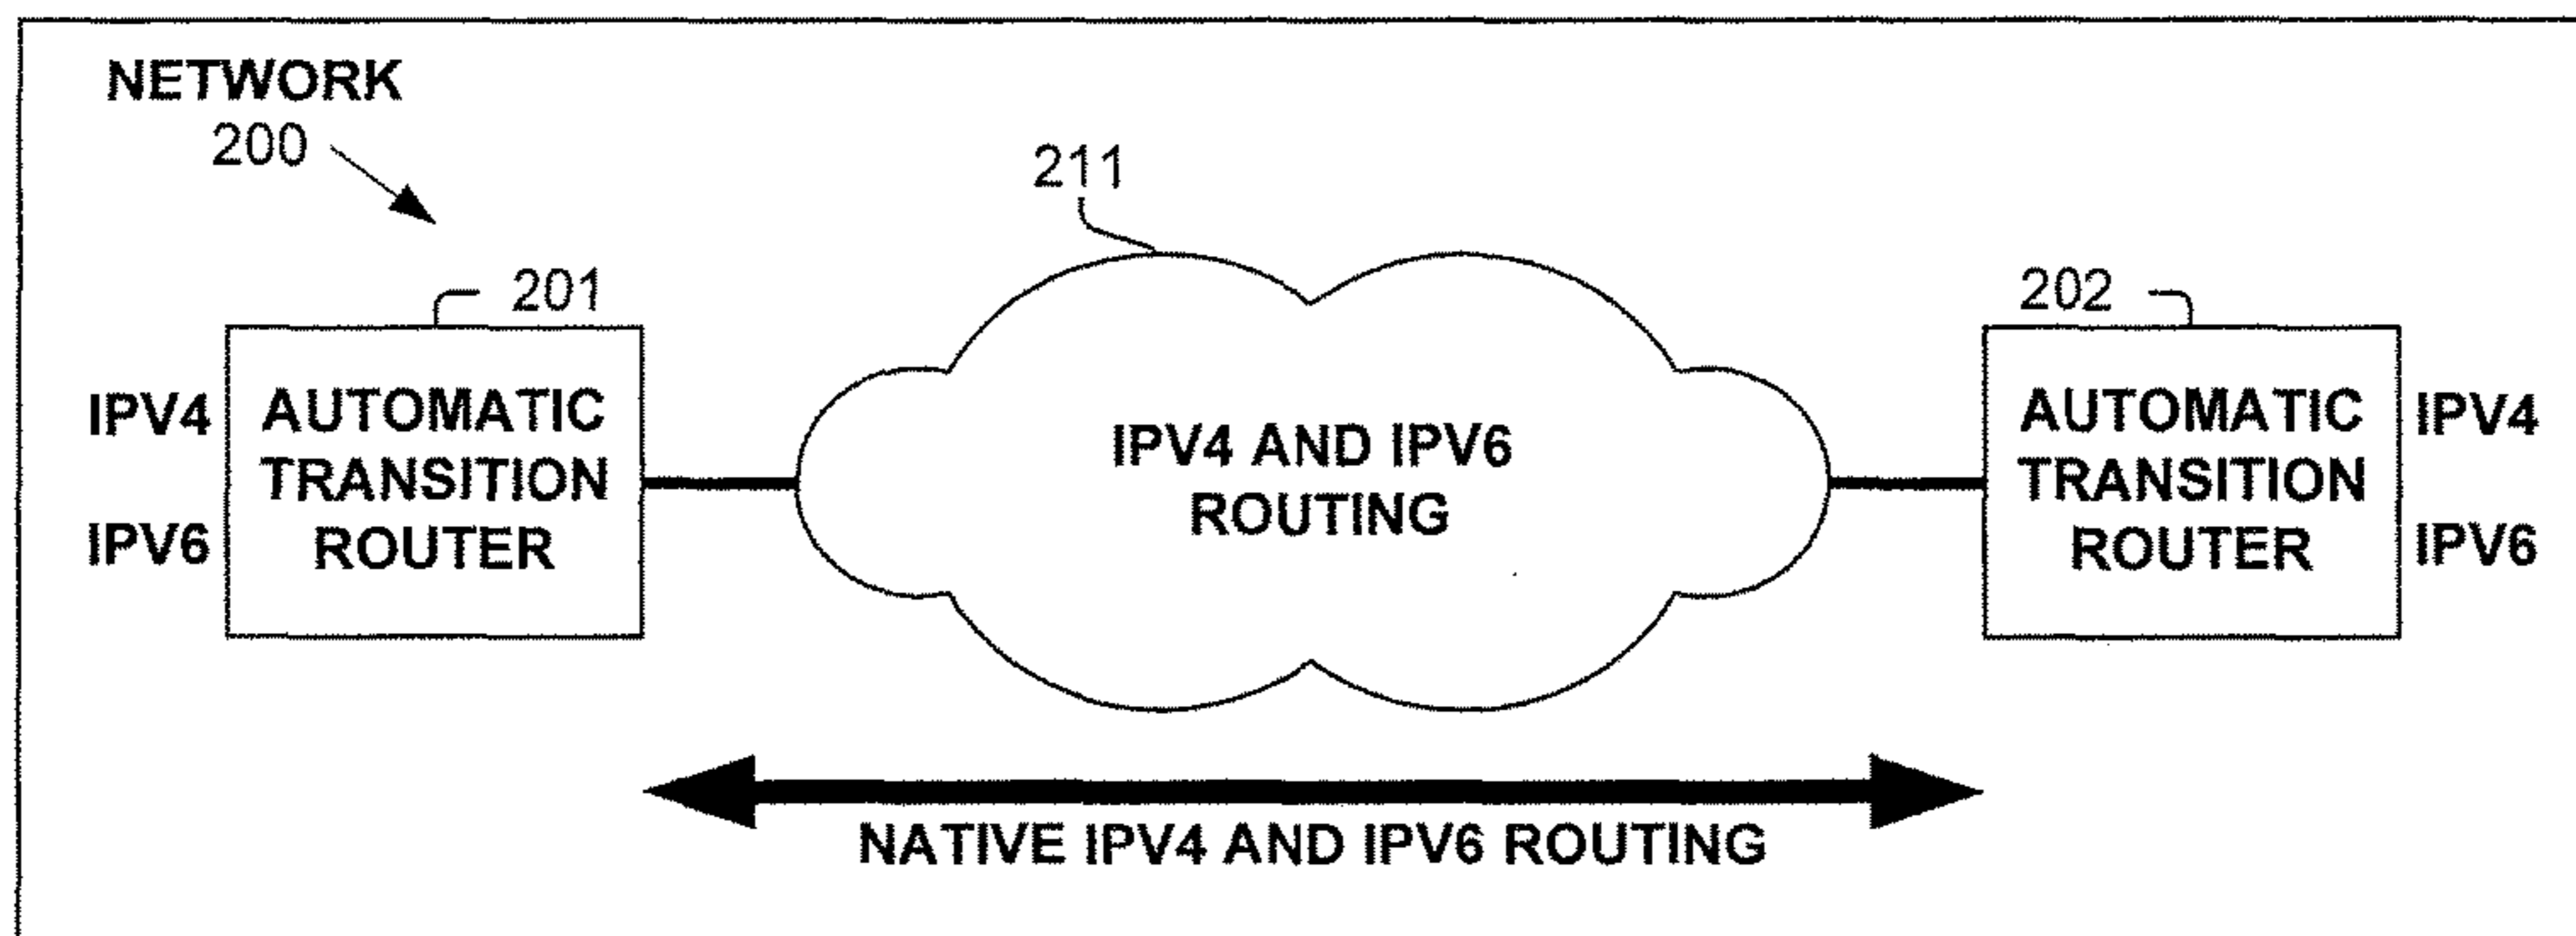 NETWORK
200
211
201
202
IPV4
IPV6
AUTOMATIC
TRANSITION
ROUTER
IPV4 AND IPV6
ROUTING
AUTOMATIC
TRANSITION
ROUTER
IPV4
IPV6
NATIVE IPV4 AND IPV6 ROUTING